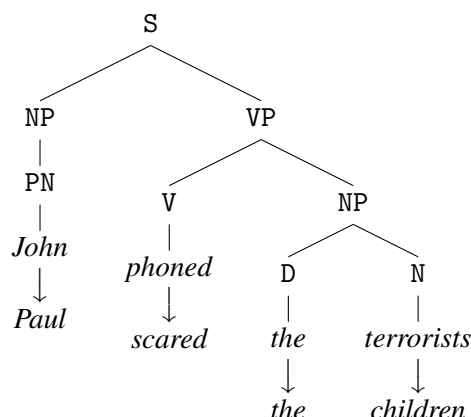 S
NP VP
PN V NP
John phoned D N
Paul scared the terrorists
the children